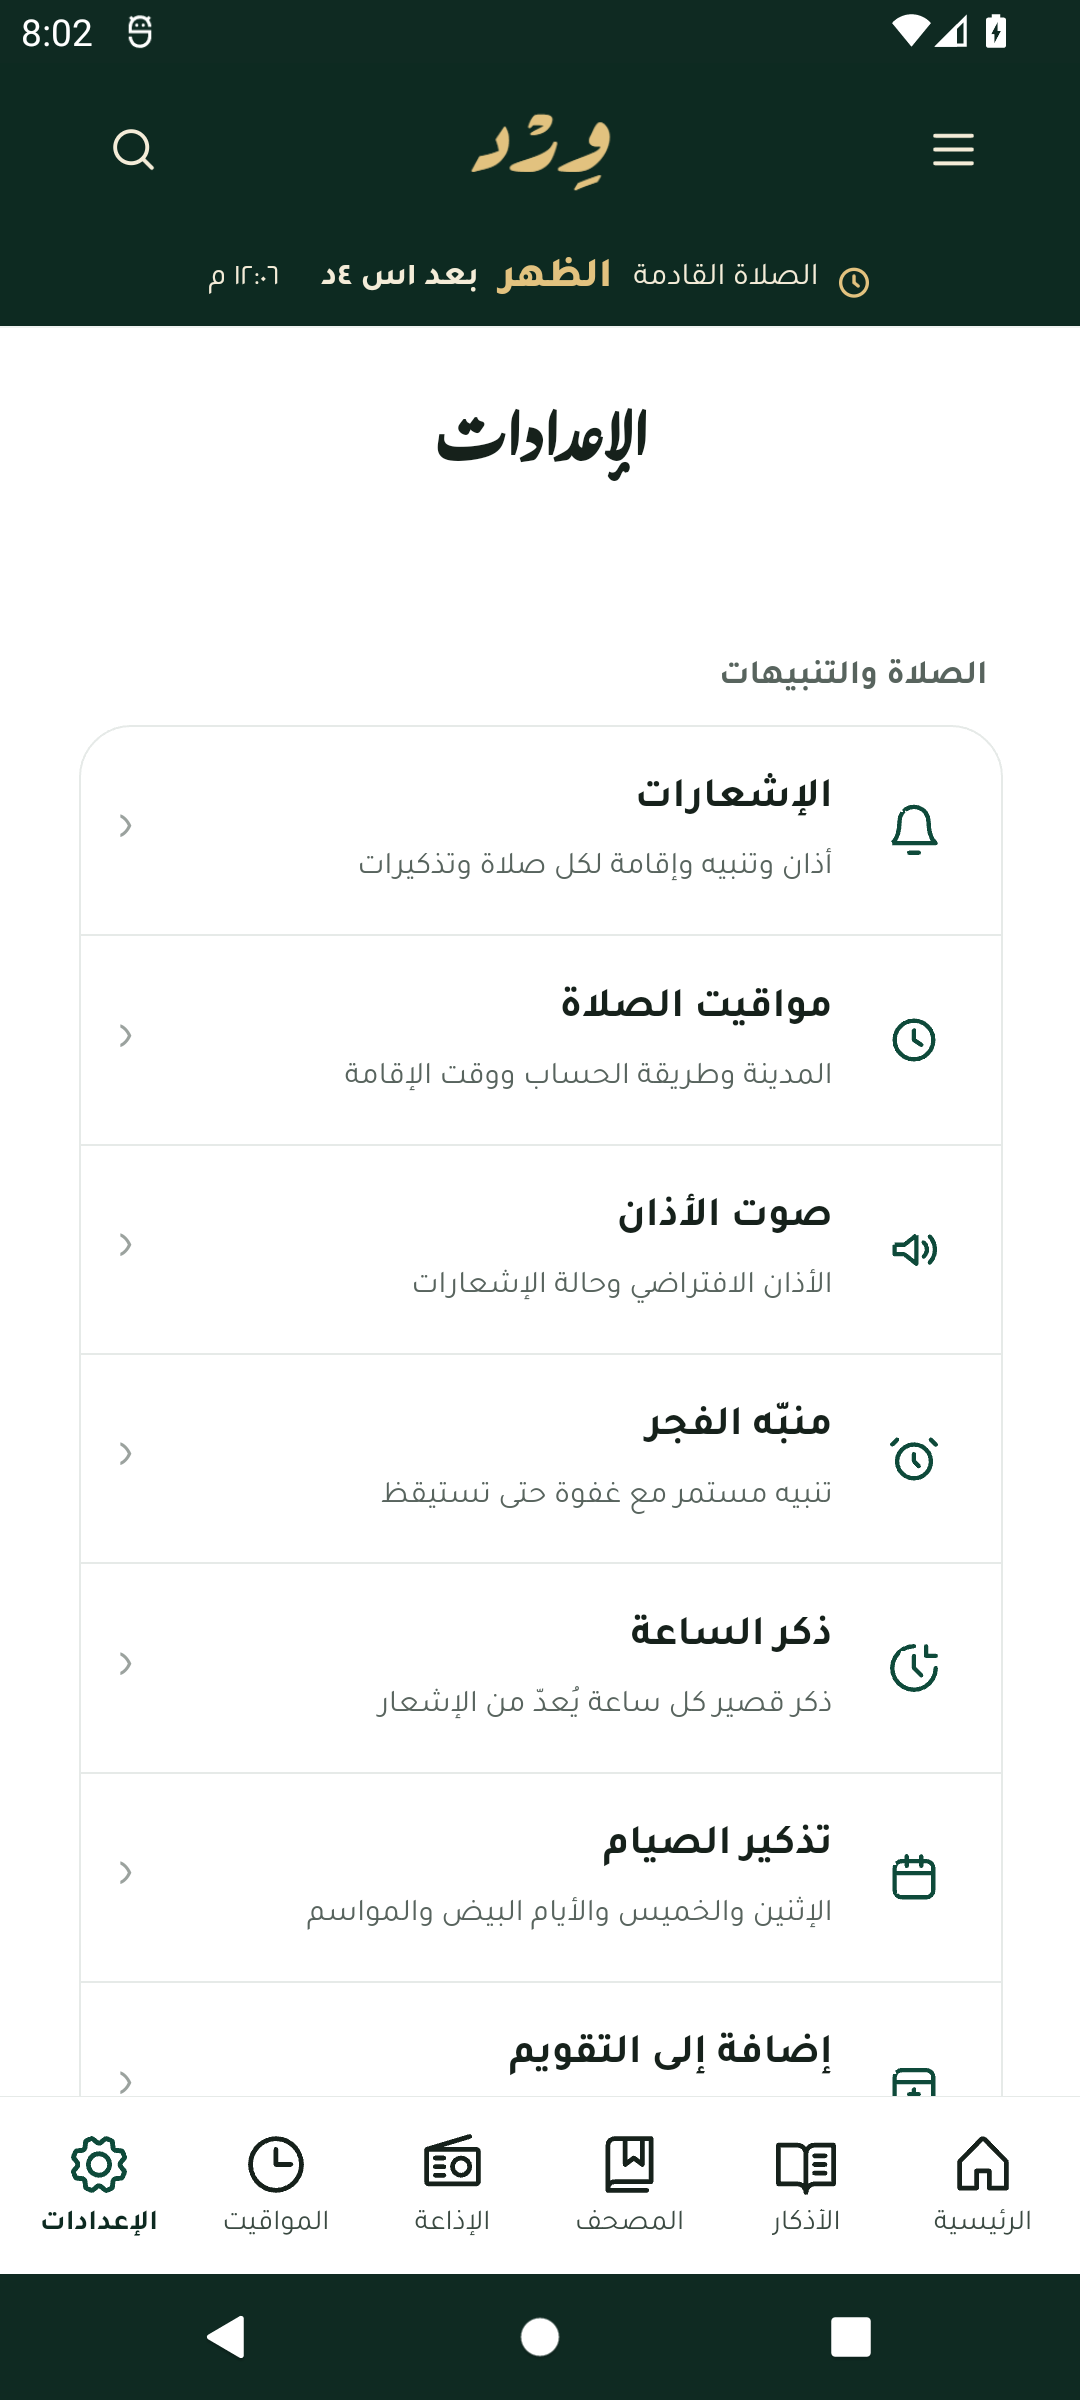 8:02
وِرْد
الصلاة القادمة الظهر بعد ٤س ١د ١٢:٠٦ م
الإعدادات
الصلاة والتنبيهات
الإشعارات
أذان وتنبيه وإقامة لكل صلاة وتذكيرات
مواقيت الصلاة
المدينة وطريقة الحساب ووقت الإقامة
صوت الأذان
الأذان الافتراضي وحالة الإشعارات
منبّه الفجر
تنبيه مستمر مع غفوة حتى تستيقظ
ذكر الساعة
ذكر قصير كل ساعة يُعدّ من الإشعار
تذكير الصيام
الإثنين والخميس والأيام البيض والمواسم
إضافة إلى التقويم
الرئيسية
الأذكار
المصحف
الإذاعة
المواقيت
الإعدادات